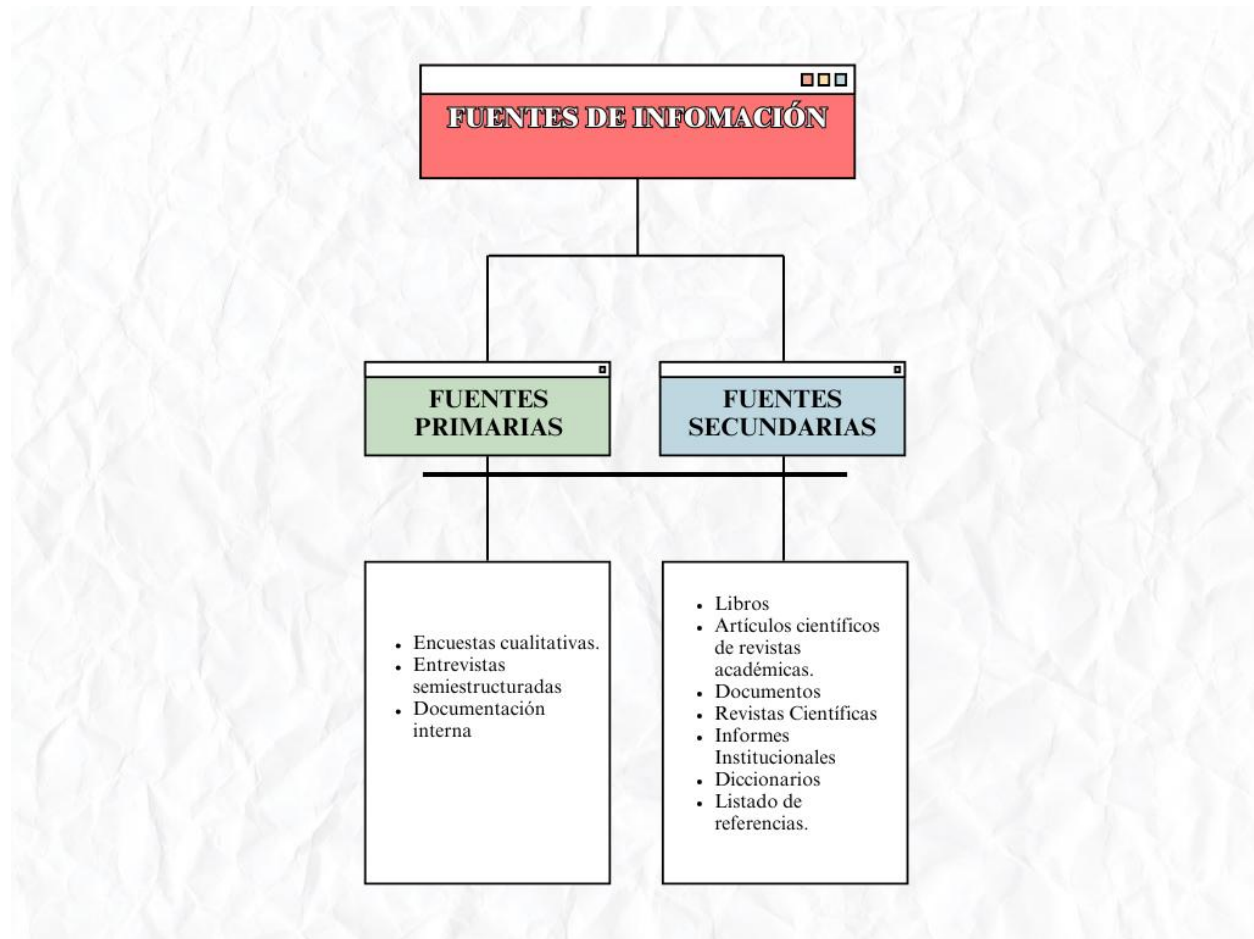 FUENTES DE INFOMACIÓN
FUENTES
PRIMARIAS
FUENTES
SECUNDARIAS
• Encuestas cualitativas.
• Entrevistas
semiestructuradas
• Documentación
interna
• Libros
• Artículos científicos
de revistas
académicas.
• Documentos
• Revistas Científicas
• Informes
Institucionales
• Diccionarios
• Listado de
referencias.